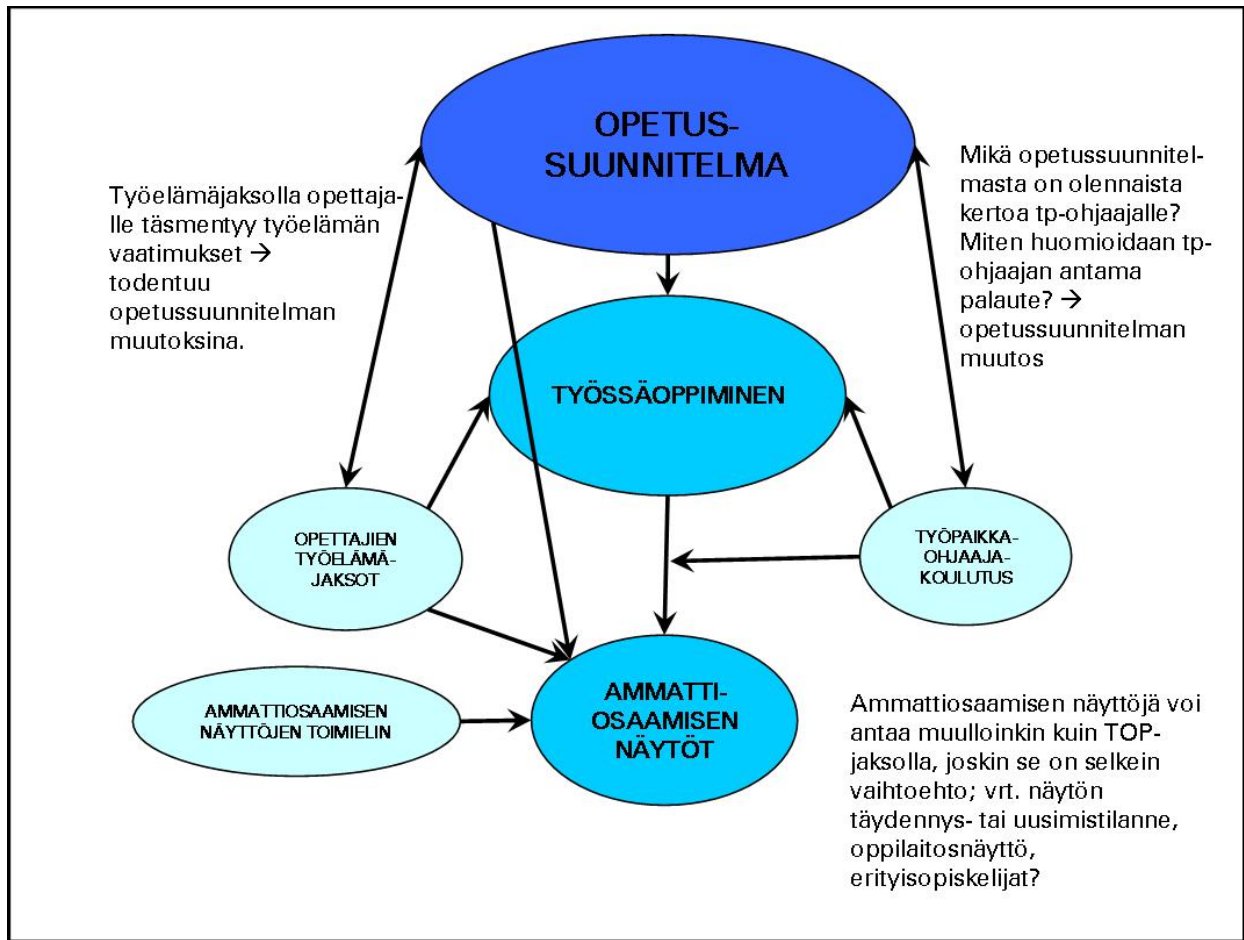 OPETUS-
SUUNNITELMA
Työelämäjaksolla opettaja-
lle täsmentyy työelämän
vaatimukset →
todentuu
opetussuunnitelman
muutoksina.
Mikä opetussuunnitel-
masta on olennaista
kertoa tp-ohjaajalle?
Miten huomioidaan tp-
ohjaajan antama
palaute? →
opetussuunnitelman
muutos
TYÖSSÄOPPIMINEN
OPETTAJIEN
TYÖELÄMÄ-
JAKSOT
TYÖPAIKKA-
OHJAAJA-
KOULUTUS
AMMATTIOSAAMISEN
NÄYTTÖJEN TOIMIELIN
AMMATTI-
OSAAMISEN
NÄYTÖT
Ammattiosaamisen näyttöjä voi
antaa muulloinkin kuin TOP-
jaksolla, joskin se on selkein
vaihtoehto; vrt. näytön
täydennys- tai uusimistilanne,
oppilaitosnäyttö,
erityisopiskelijat?